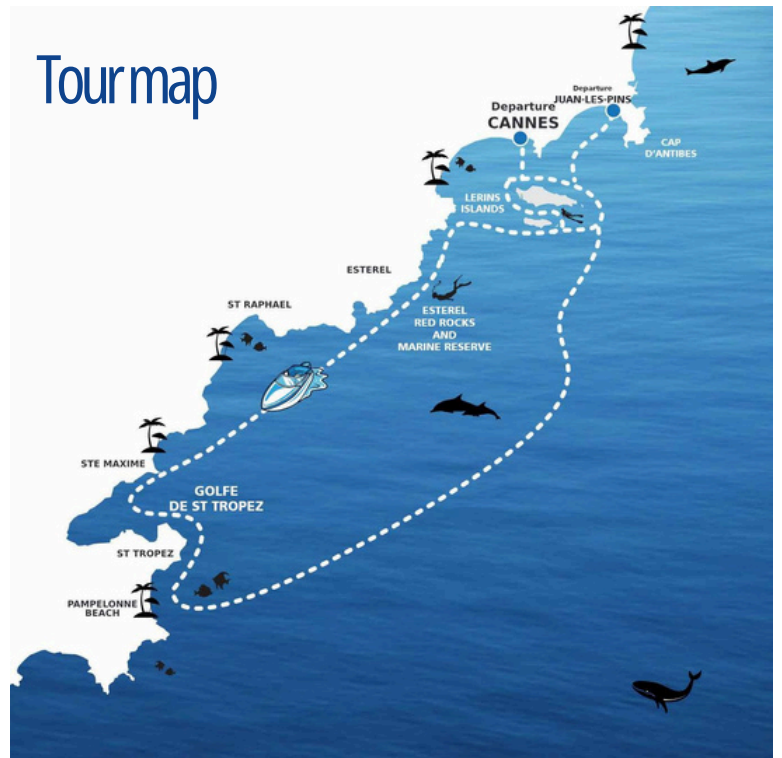 Tour map
Departure
JUAN-LES-PINS
Departure
CANNES
CAP
D'ANTIBES
LERINS
ISLANDS
ESTEREL
ST RAPHAEL
ESTEREL
RED ROCKS
AND
MARINE RESERVE
STE MAXIME
GOLFE
DE ST TROPEZ
ST TROPEZ
PAMPELONNE
BEACH